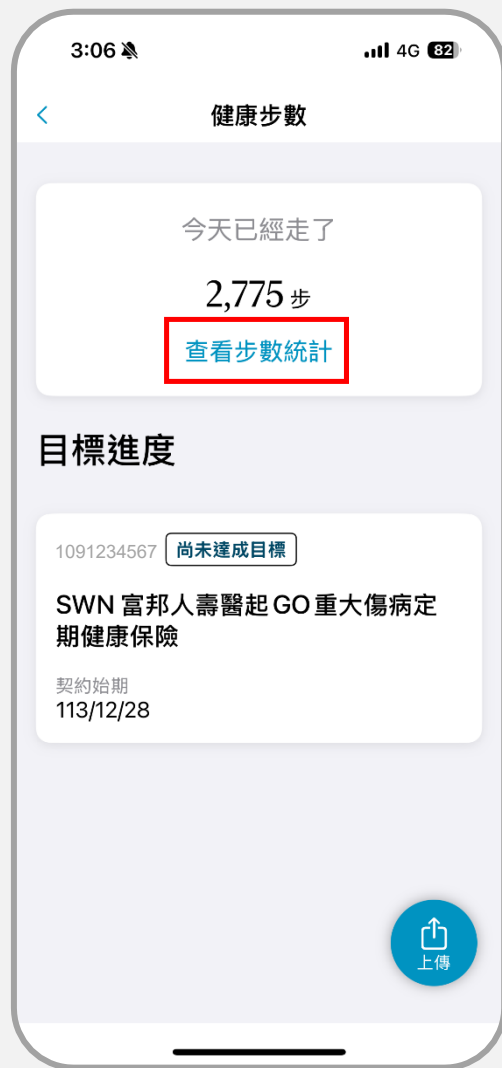 3:06
4G 82
健康步數
今天已經走了
2,775 步
查看步數統計
目標進度
1091234567 尚未達成目標
SWN 富邦人壽醫起GO重大傷病定
期健康保險
契約始期
113/12/28
上傳